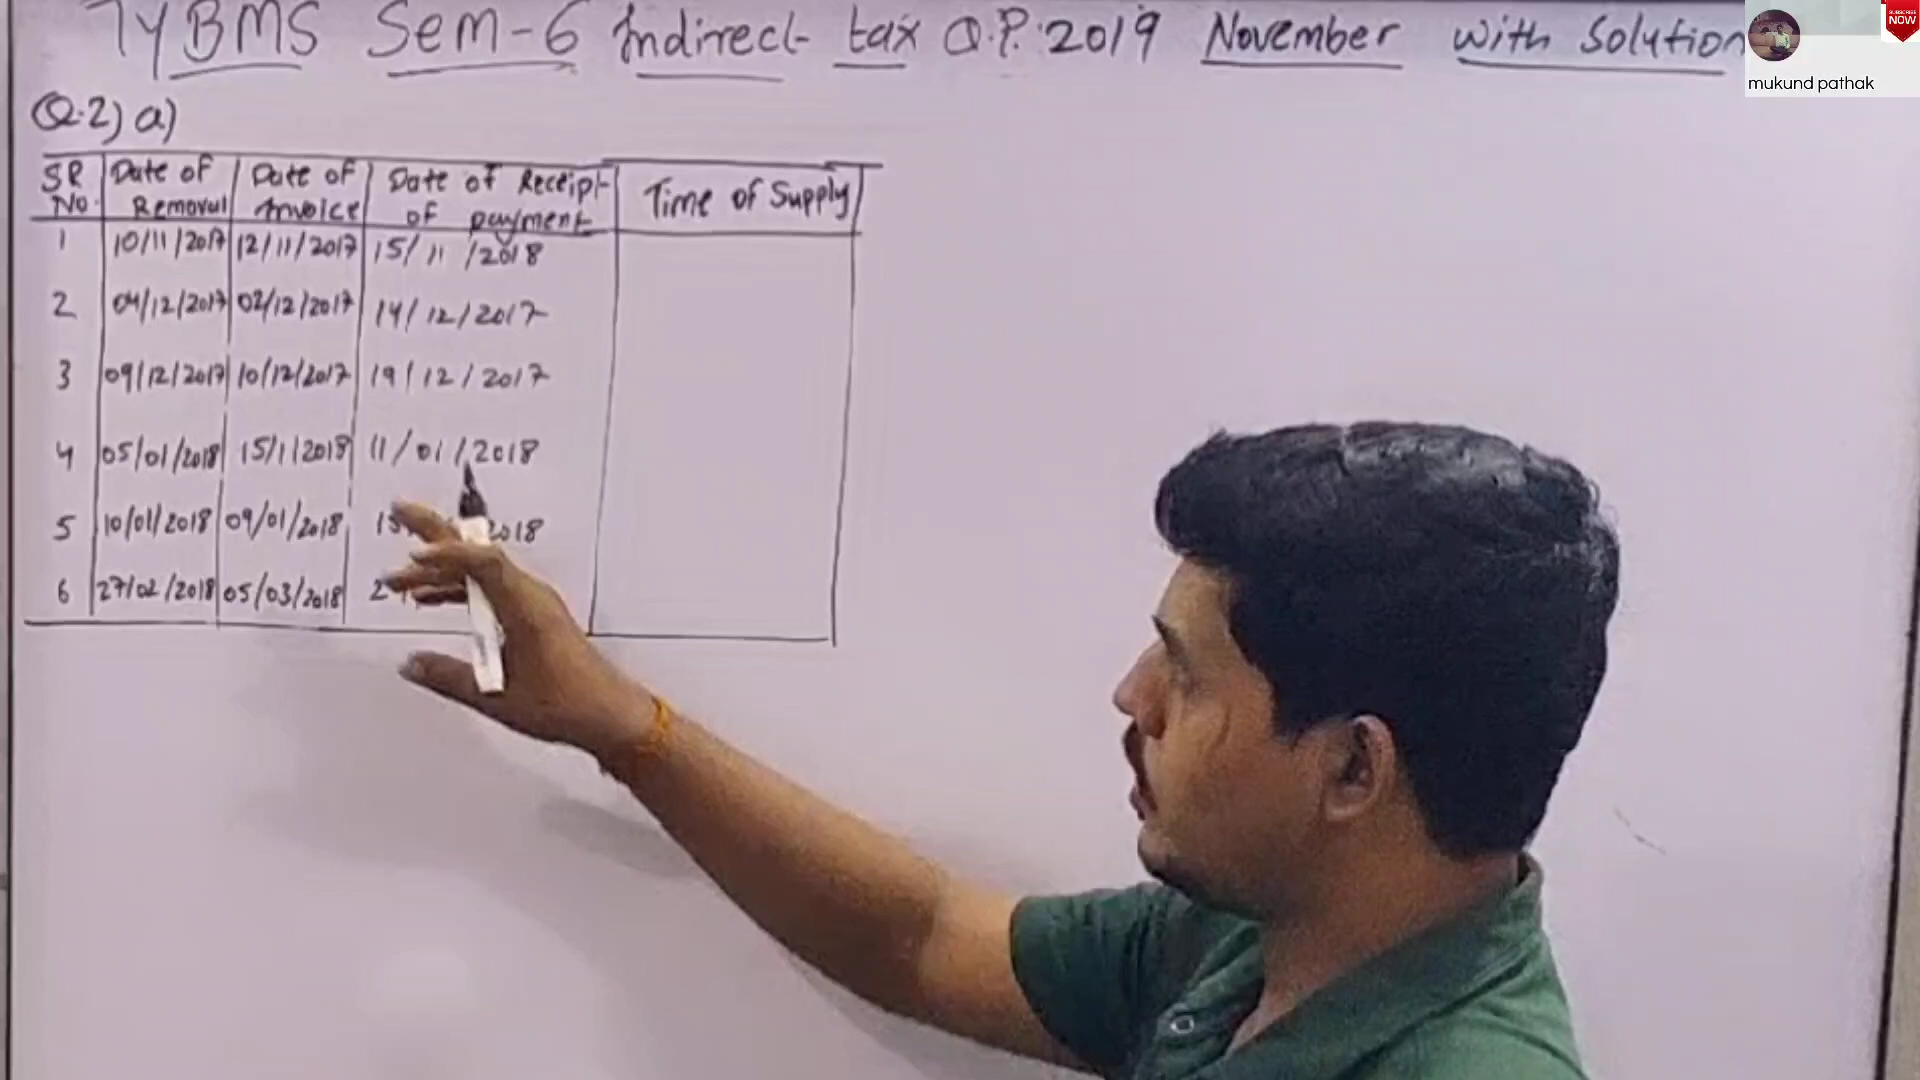 TyBMS Sem-6 Indirect tax Q.P. 2019 November with Solution
SUBSCRIBE NOW
mukund pathak
Q.2) a)
SR No. Date of Removal Date of Invoice Date of Receipt of payment Time of Supply
1 10/11/2017 12/11/2017 15/11/2018
2 04/12/2017 02/12/2017 14/12/2017
3 09/12/2017 10/12/2017 19/12/2017
4 05/01/2018 15/1/2018 11/01/2018
5 10/01/2018 09/01/2018 2018
6 27/02/2018 05/03/2018